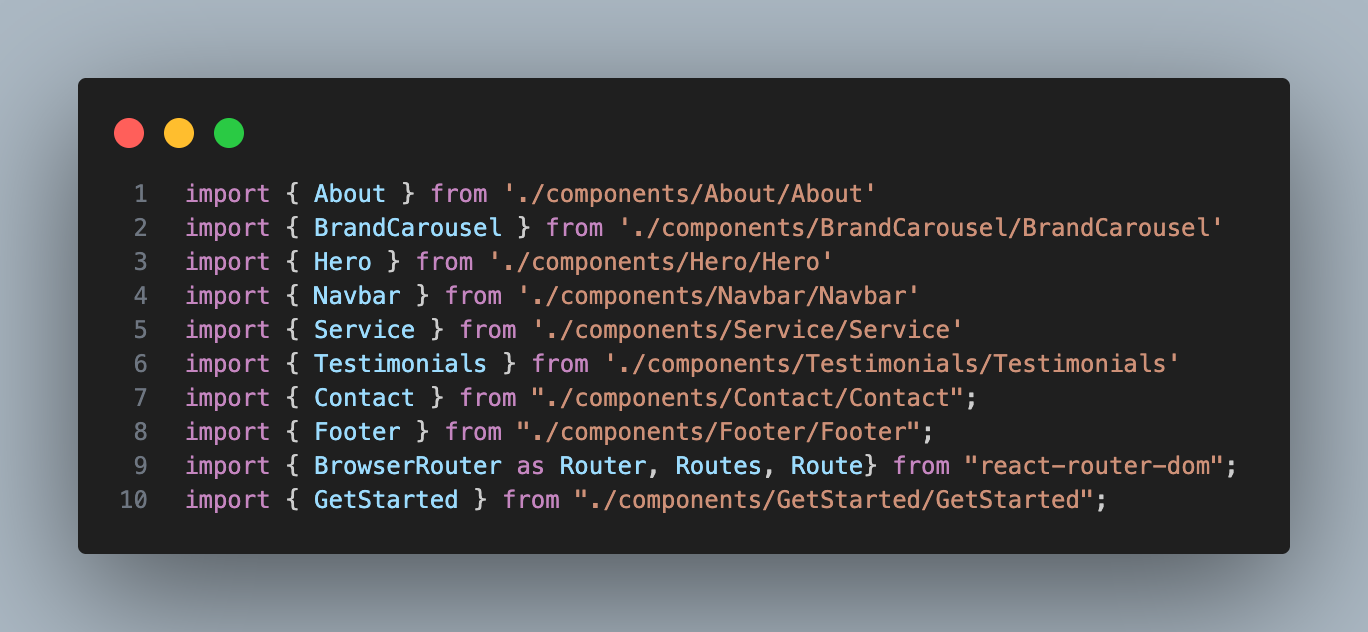 1 import { About } from './components/About/About'
2 import { BrandCarousel } from './components/BrandCarousel/BrandCarousel'
3 import { Hero } from './components/Hero/Hero'
4 import { Navbar } from './components/Navbar/Navbar'
5 import { Service } from './components/Service/Service'
6 import { Testimonials } from './components/Testimonials/Testimonials'
7 import { Contact } from "./components/Contact/Contact";
8 import { Footer } from "./components/Footer/Footer";
9 import { BrowserRouter as Router, Routes, Route} from "react-router-dom";
10 import { GetStarted } from "./components/GetStarted/GetStarted";